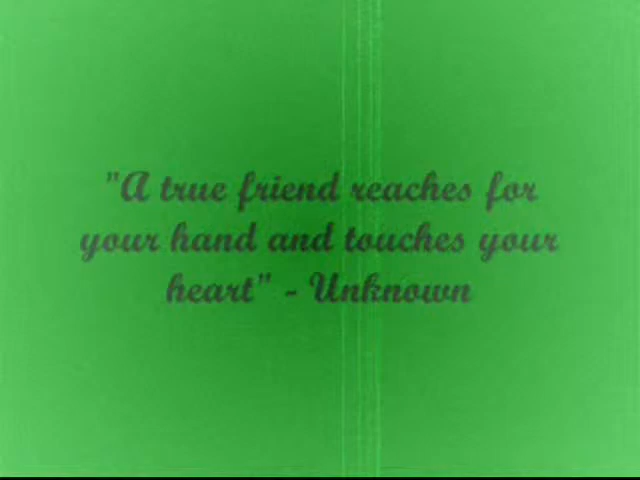 "A true friend reaches for
your hand and touches your
heart" - Unknown